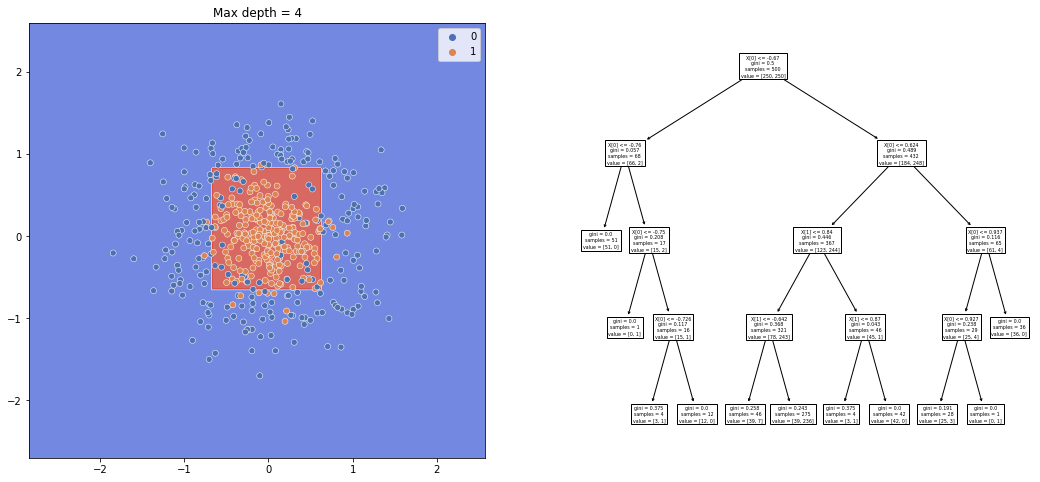 Max depth = 4
0
1
2
1
0
−1
−2
−2
−1
0
1
2
X[0] <= -0.67
gini = 0.5
samples = 500
value = [250, 250]
X[0] <= -0.76
gini = 0.057
samples = 68
value = [66, 2]
X[0] <= 0.624
gini = 0.489
samples = 432
value = [184, 248]
gini = 0.0
samples = 51
value = [51, 0]
X[0] <= -0.75
gini = 0.208
samples = 17
value = [15, 2]
X[1] <= 0.84
gini = 0.446
samples = 367
value = [123, 244]
X[0] <= 0.937
gini = 0.116
samples = 65
value = [61, 4]
gini = 0.0
samples = 1
value = [0, 1]
X[0] <= -0.726
gini = 0.117
samples = 16
value = [15, 1]
X[1] <= -0.642
gini = 0.368
samples = 321
value = [78, 243]
X[1] <= 0.87
gini = 0.043
samples = 46
value = [45, 1]
X[0] <= 0.927
gini = 0.238
samples = 29
value = [25, 4]
gini = 0.0
samples = 36
value = [36, 0]
gini = 0.375
samples = 4
value = [3, 1]
gini = 0.0
samples = 12
value = [12, 0]
gini = 0.258
samples = 46
value = [39, 7]
gini = 0.243
samples = 275
value = [39, 236]
gini = 0.375
samples = 4
value = [3, 1]
gini = 0.0
samples = 42
value = [42, 0]
gini = 0.191
samples = 28
value = [25, 3]
gini = 0.0
samples = 1
value = [0, 1]